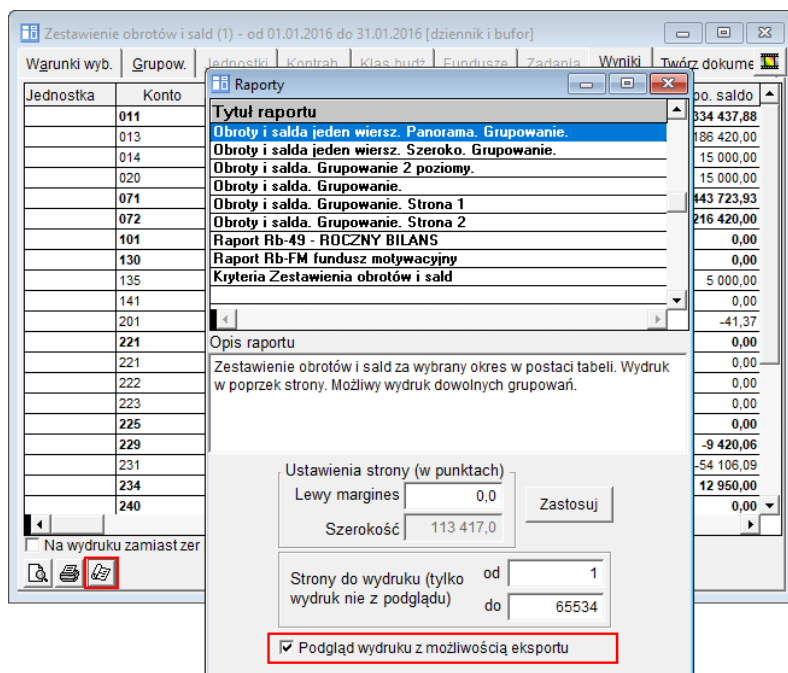 Zestawienie obrotów i sald (1) - od 01.01.2016 do 31.01.2016 [dziennik i bufor]
Warunki wyb. Grupow. Jednostki Kontrah. Klas.budż Fundusze Zadania Wyniki Twórz dokume
Jednostka Konto bo. saldo
011 334 437,88
013 186 420,00
014 15 000,00
020 15 000,00
071 443 723,93
072 216 420,00
101 0,00
130 0,00
135 5 000,00
141 0,00
201 -41,37
221 0,00
221 0,00
222 0,00
223 0,00
225 0,00
229 -9 420,06
231 -54 106,09
234 12 950,00
240 0,00
Na wydruku zamiast zer
Raporty
Tytuł raportu
Obroty i salda jeden wiersz. Panorama. Grupowanie.
Obroty i salda jeden wiersz. Szeroko. Grupowanie.
Obroty i salda. Grupowanie 2 poziomy.
Obroty i salda. Grupowanie.
Obroty i salda. Grupowanie. Strona 1
Obroty i salda. Grupowanie. Strona 2
Raport Rb-49 - ROCZNY BILANS
Raport Rb-FM fundusz motywacyjny
Kryteria Zestawienia obrotów i sald
Opis raportu
Zestawienie obrotów i sald za wybrany okres w postaci tabeli. Wydruk
w poprzek strony. Możliwy wydruk dowolnych grupowań.
Ustawienia strony (w punktach)
Lewy margines 0,0
Zastosuj
Szerokość 113 417,0
Strony do wydruku (tylko od 1
wydruk nie z podglądu) do 65534
Podgląd wydruku z możliwością eksportu